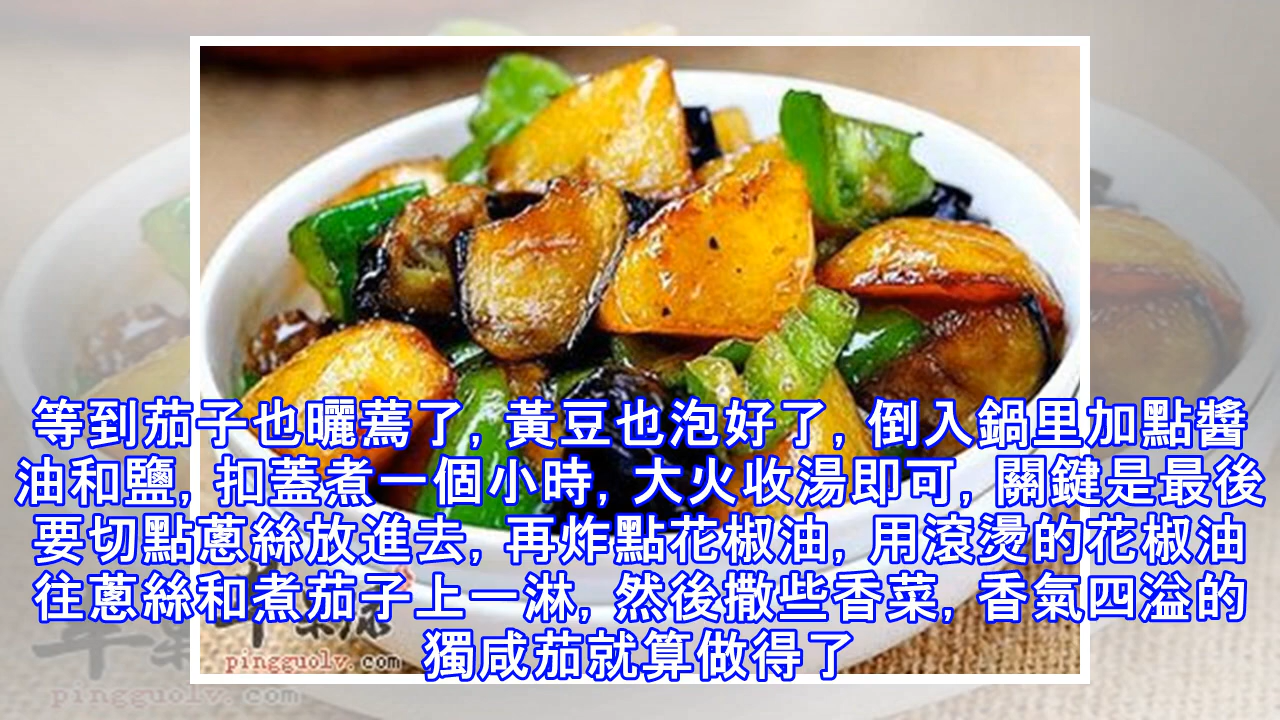 等到茄子也曬蔫了, 黃豆也泡好了, 倒入鍋里加點醬
油和鹽, 扣蓋煮一個小時, 大火收湯即可, 關鍵是最後
要切點蔥絲放進去, 再炸點花椒油, 用滾燙的花椒油
往蔥絲和煮茄子上一淋, 然後撒些香菜, 香氣四溢的
獨咸茄就算做得了
pingguolv.com
pingguolv.com